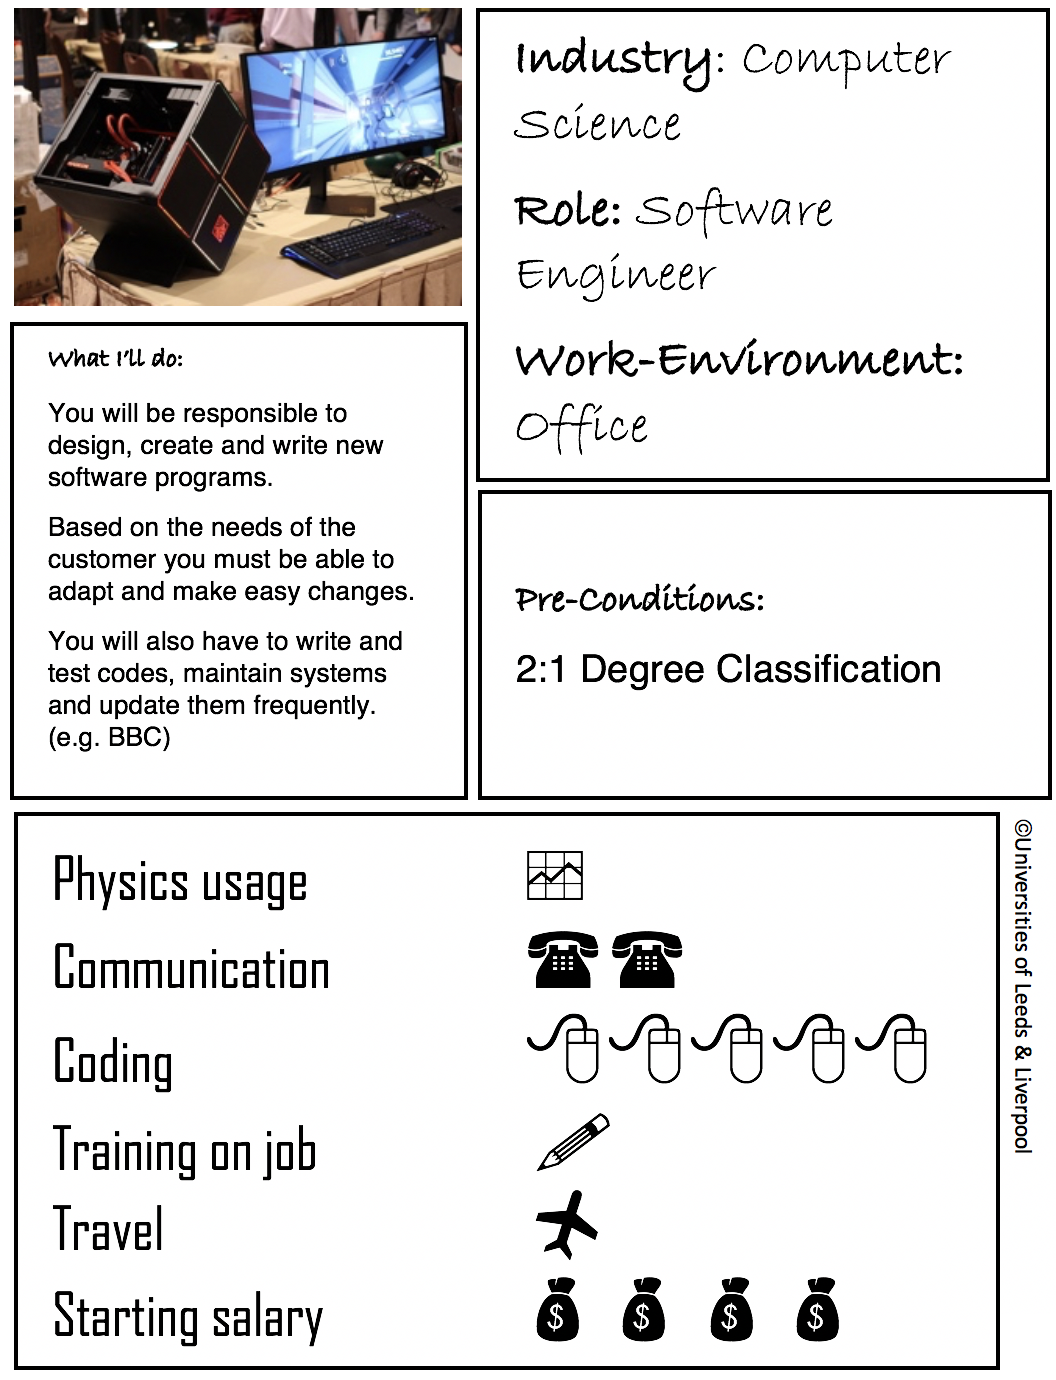 Industry: Computer
Science
Role: Software
Engineer
Work-Environment:
Office
What I'll do:
You will be responsible to
design, create and write new
software programs.
Based on the needs of the
customer you must be able to
adapt and make easy changes.
You will also have to write and
test codes, maintain systems
and update them frequently.
(e.g. BBC)
Pre-Conditions:
2:1 Degree Classification
Physics usage
Communication
Coding
Training on job
Travel
Starting salary
©Universities of Leeds & Liverpool